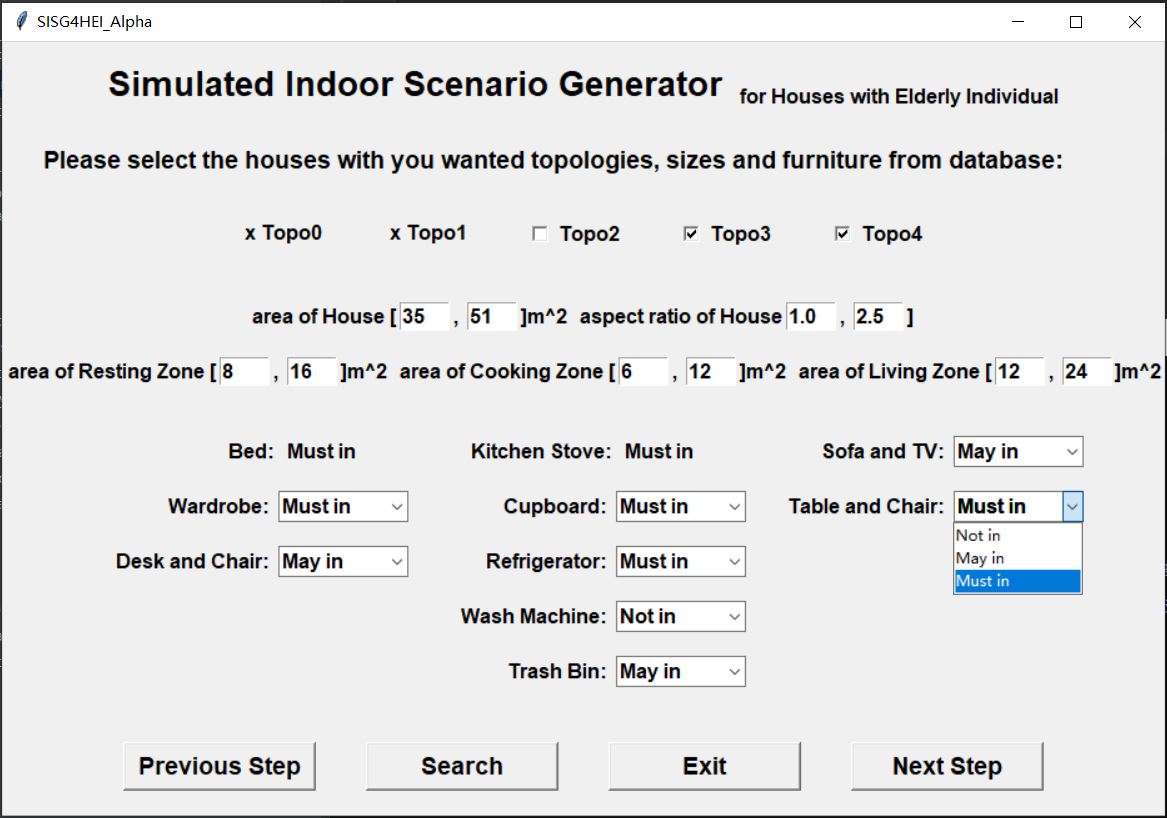 SISG4HEI_Alpha
Simulated Indoor Scenario Generator for Houses with Elderly Individual
Please select the houses with you wanted topologies, sizes and furniture from database:
x Topo0 x Topo1 Topo2 Topo3 Topo4
area of House [ 35 , 51 ]m^2 aspect ratio of House 1.0 , 2.5 ]
area of Resting Zone [ 8 , 16 ]m^2 area of Cooking Zone [ 6 , 12 ]m^2 area of Living Zone [ 12 , 24 ]m^2
Bed: Must in Kitchen Stove: Must in Sofa and TV: May in
Wardrobe: Must in Cupboard: Must in Table and Chair: Must in
Not in
May in
Must in
Desk and Chair: May in Refrigerator: Must in
Wash Machine: Not in
Trash Bin: May in
Previous Step Search Exit Next Step